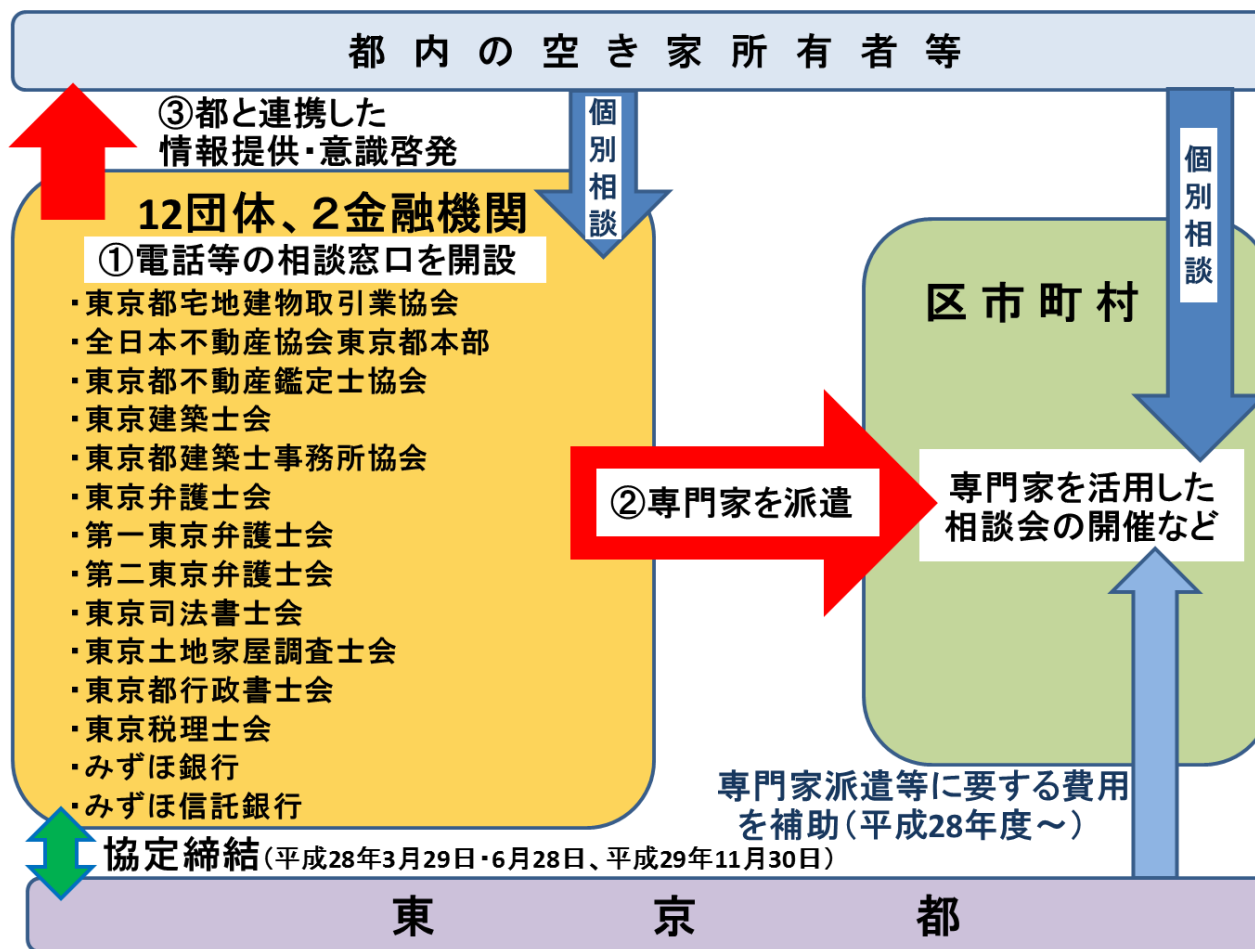 都内の空き家所有者等
③都と連携した
情報提供・意識啓発
個別相談
個別相談
12団体、2金融機関
①電話等の相談窓口を開設
・東京都宅地建物取引業協会
・全日本不動産協会東京都本部
・東京都不動産鑑定士協会
・東京建築士会
・東京都建築士事務所協会
・東京弁護士会
・第一東京弁護士会
・第二東京弁護士会
・東京司法書士会
・東京土地家屋調査士会
・東京都行政書士会
・東京税理士会
・みずほ銀行
・みずほ信託銀行
②専門家を派遣
区市町村
専門家を活用した
相談会の開催など
専門家派遣等に要する費用
を補助(平成28年度～)
協定締結(平成28年3月29日・6月28日、平成29年11月30日)
東京都